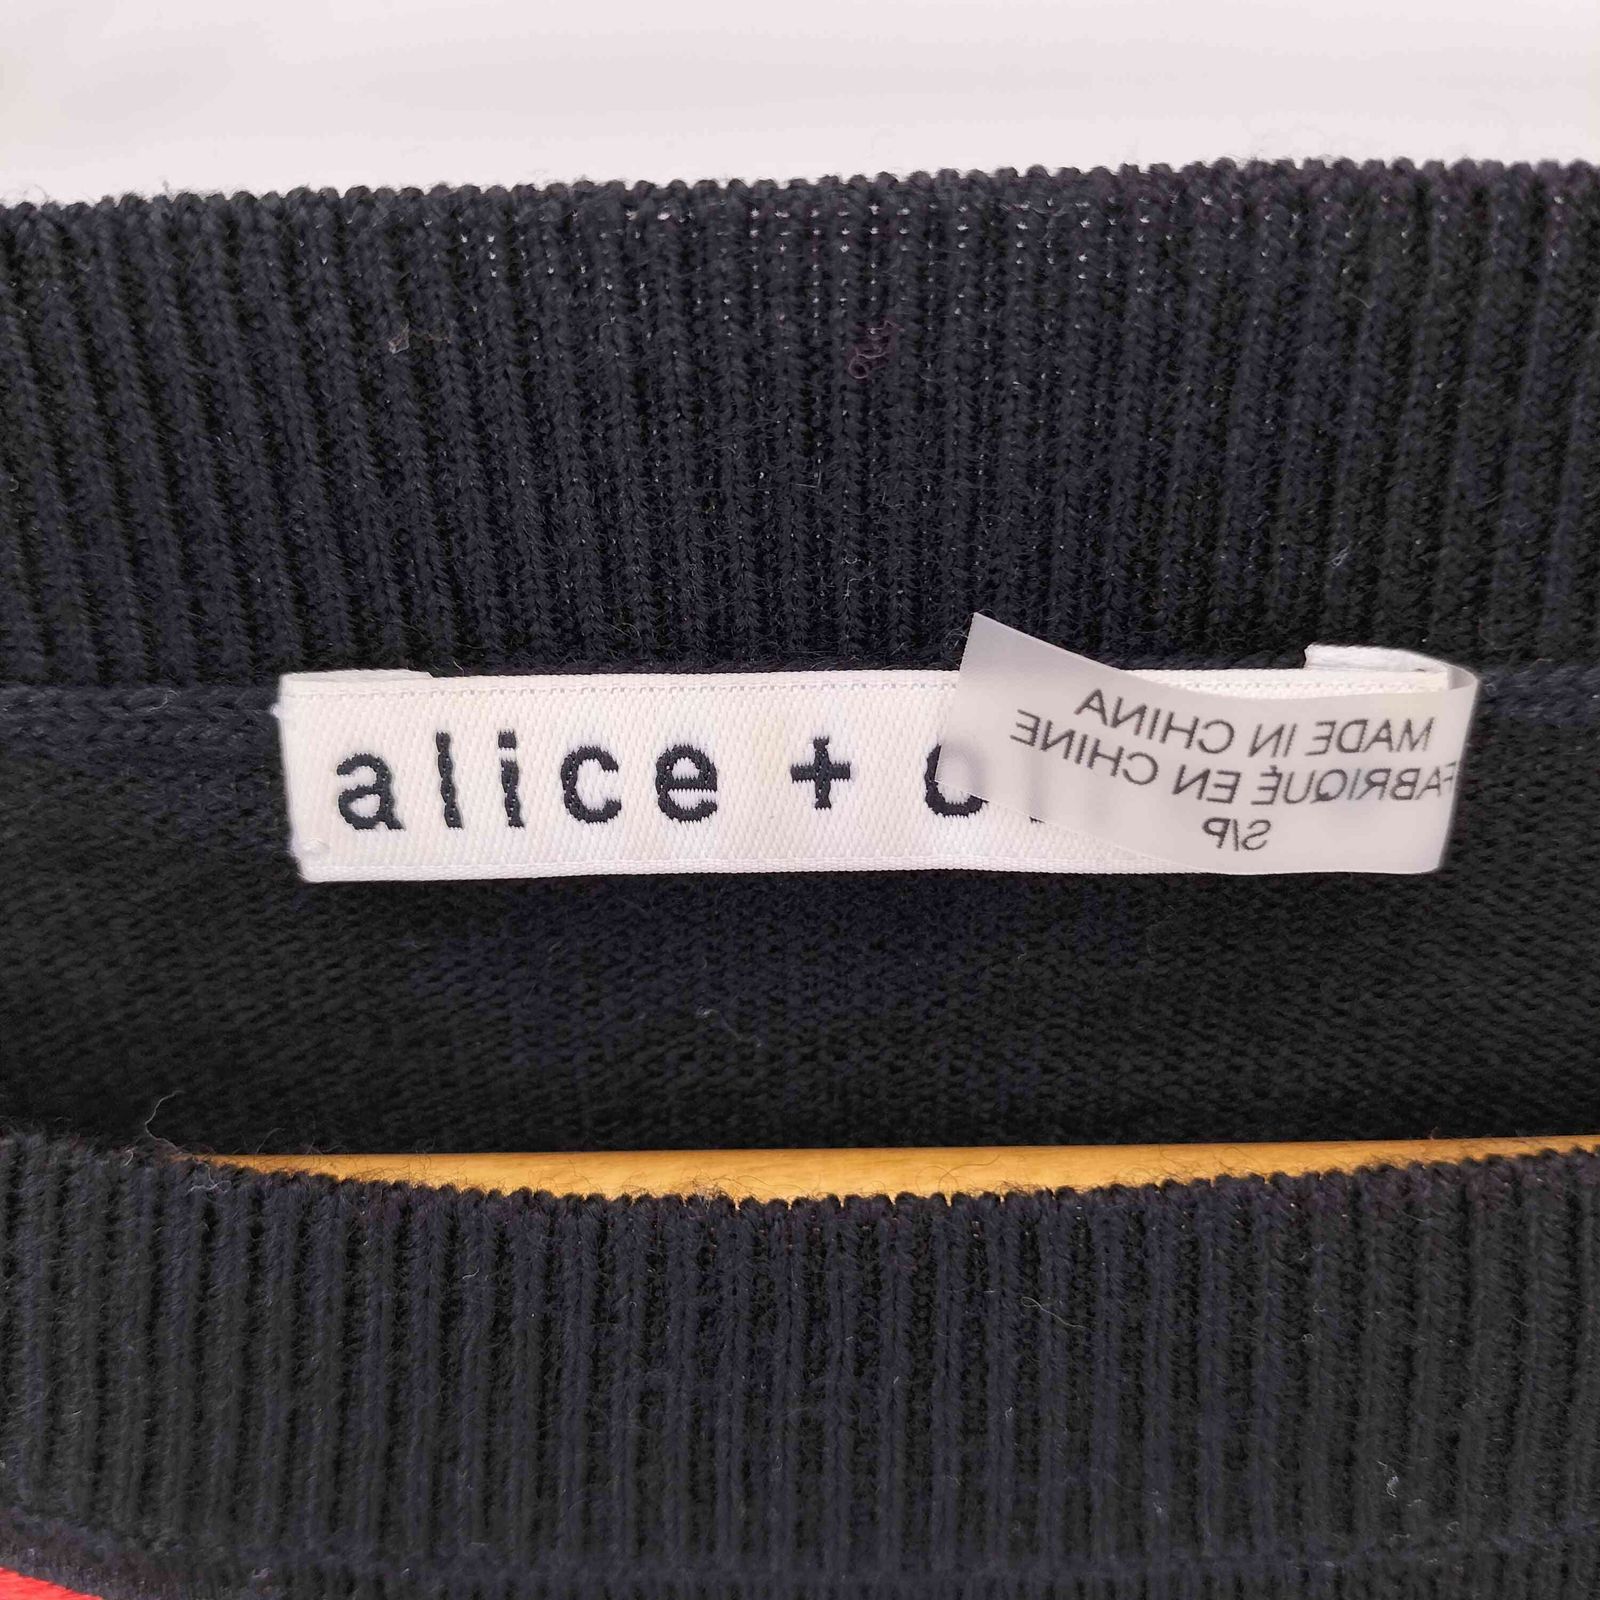 alice + o
MADE IN CHINA
FABRIQUÉ EN CHINE
S/P